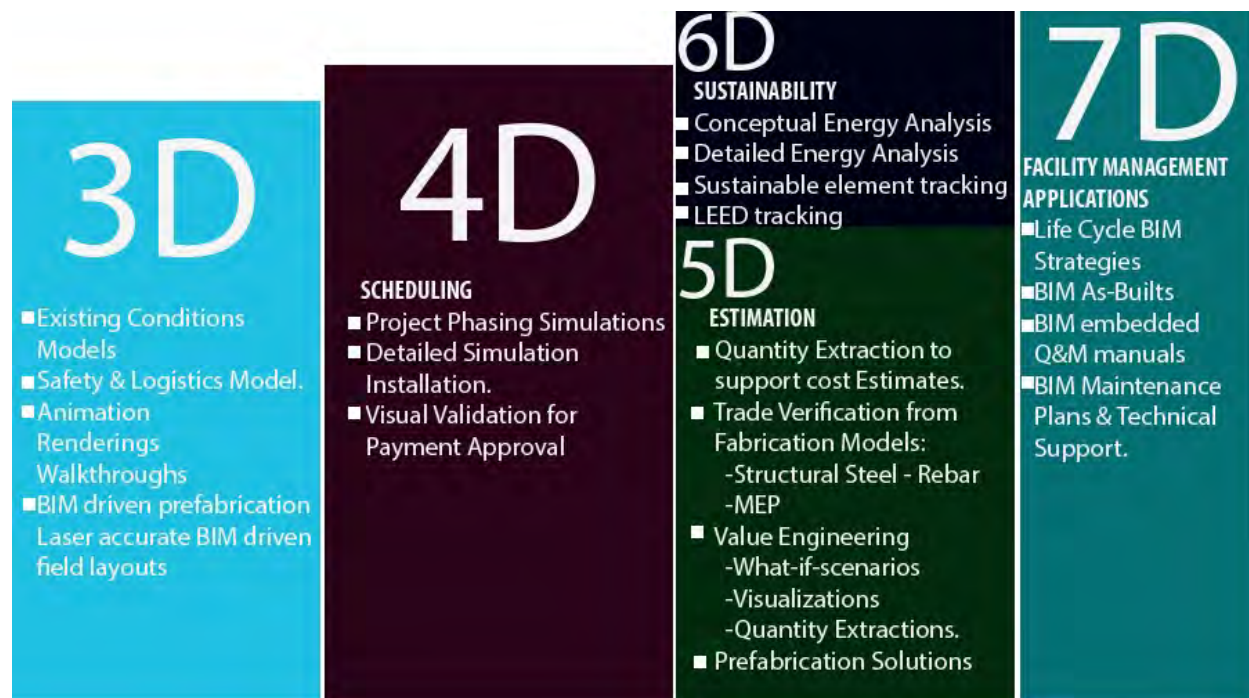 3D
■Existing Conditions
Models
■Safety & Logistics Model.
■Animation
Renderings
Walkthroughs
■BIM driven prefabrication
Laser accurate BIM driven
field layouts
4D
SCHEDULING
■ Project Phasing Simulations
■ Detailed Simulation
Installation.
■ Visual Validation for
Payment Approval
6D
SUSTAINABILITY
■ Conceptual Energy Analysis
■ Detailed Energy Analysis
■ Sustainable element tracking
■ LEED tracking
5D
ESTIMATION
■ Quantity Extraction to
support cost Estimates.
■ Trade Verification from
Fabrication Models:
-Structural Steel - Rebar
-MEP
■ Value Engineering
-What-if-scenarios
-Visualizations
-Quantity Extractions.
■ Prefabrication Solutions
7D
FACILITY MANAGEMENT
APPLICATIONS
■Life Cycle BIM
Strategies
■BIM As-Builts
■BIM embedded
Q&M manuals
■BIM Maintenance
Plans & Technical
Support.